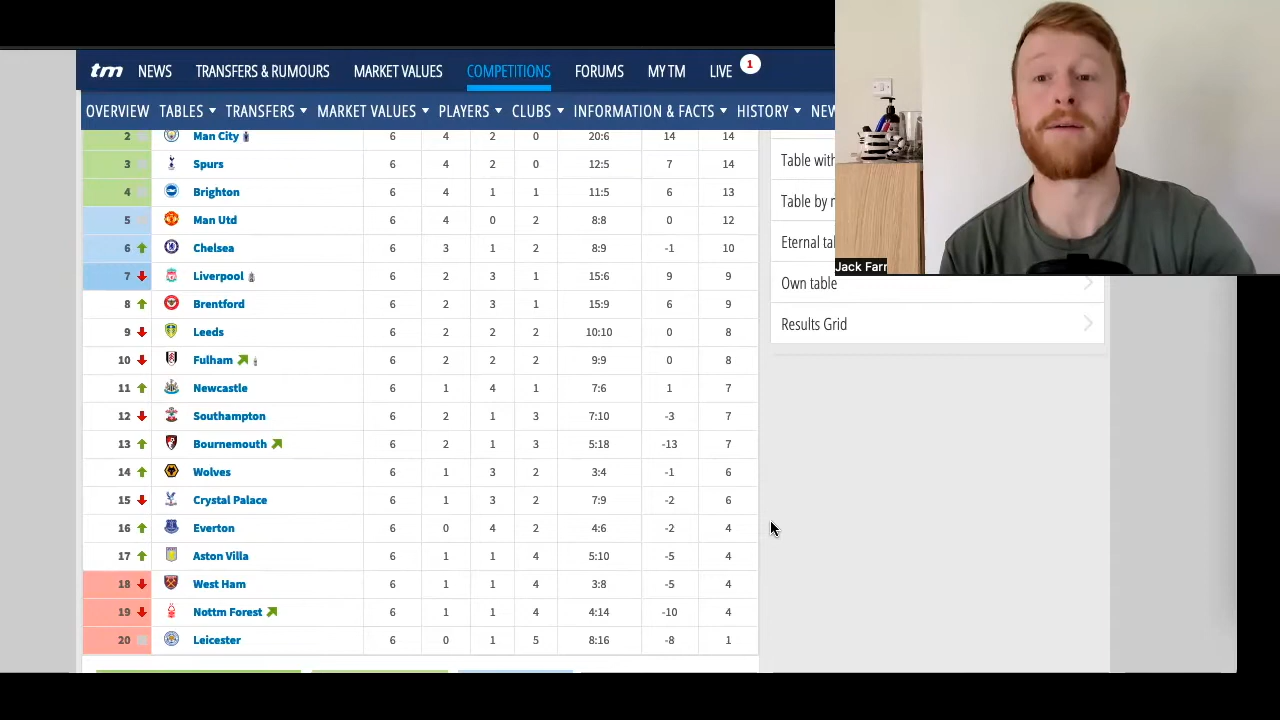 tm NEWS TRANSFERS & RUMOURS MARKET VALUES COMPETITIONS FORUMS MY TM LIVE 1
OVERVIEW TABLES TRANSFERS MARKET VALUES PLAYERS CLUBS INFORMATION & FACTS HISTORY NEW
2 Man City 6 4 2 0 20:6 14 14
3 Spurs 6 4 2 0 12:5 7 14
4 Brighton 6 4 1 1 11:5 6 13
5 Man Utd 6 4 0 2 8:8 0 12
6 Chelsea 6 3 1 2 8:9 -1 10
7 Liverpool 6 2 3 1 15:6 9 9
8 Brentford 6 2 3 1 15:9 6 9
9 Leeds 6 2 2 2 10:10 0 8
10 Fulham 6 2 2 2 9:9 0 8
11 Newcastle 6 1 4 1 7:6 1 7
12 Southampton 6 2 1 3 7:10 -3 7
13 Bournemouth 6 2 1 3 5:18 -13 7
14 Wolves 6 1 3 2 3:4 -1 6
15 Crystal Palace 6 1 3 2 7:9 -2 6
16 Everton 6 0 4 2 4:6 -2 4
17 Aston Villa 6 1 1 4 5:10 -5 4
18 West Ham 6 1 1 4 3:8 -5 4
19 Nottm Forest 6 1 1 4 4:14 -10 4
20 Leicester 6 0 1 5 8:16 -8 1
Table with
Table by
Eternal
Own table
Results Grid
Jack Farr